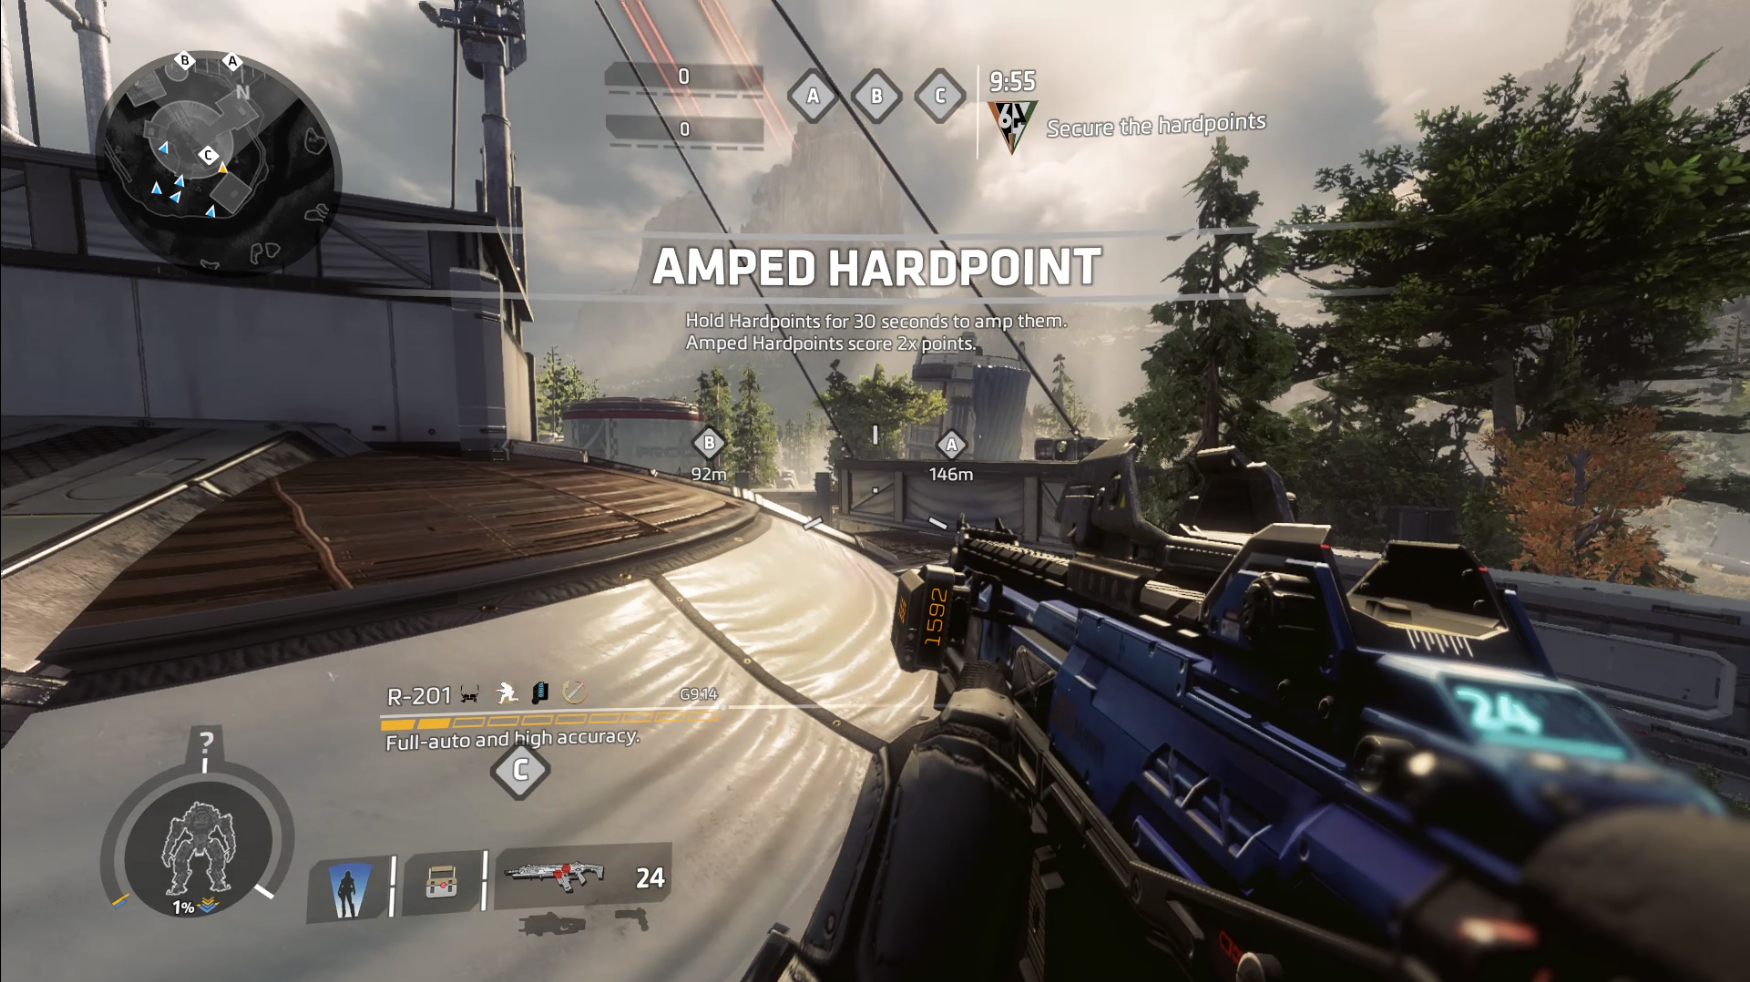 B A
N
C
0
0
A B C
9:55
64
Secure the hardpoints
AMPED HARDPOINT
Hold Hardpoints for 30 seconds to amp them.
Amped Hardpoints score 2x points.
B
92m
A
146m
1592
24
R-201
G9.14
Full-auto and high accuracy.
C
?
1%
24